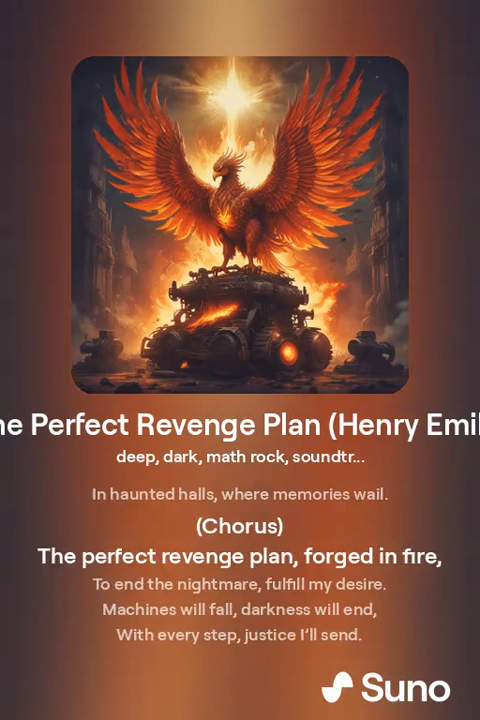 he Perfect Revenge Plan (Henry Emil
deep, dark, math rock, soundtr...
In haunted halls, where memories wail.
(Chorus)
The perfect revenge plan, forged in fire,
To end the nightmare, fulfill my desire.
Machines will fall, darkness will end,
With every step, justice I'll send.
Suno